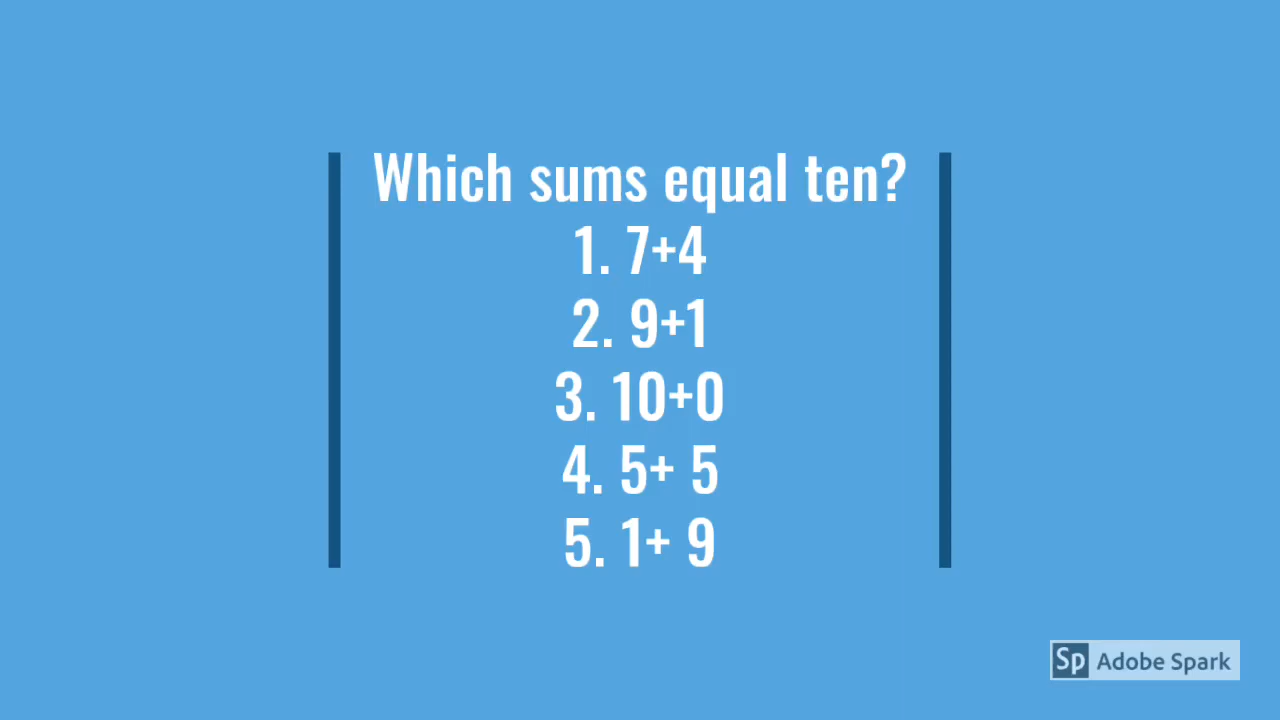 Which sums equal ten?
1. 7+4
2. 9+1
3. 10+0
4. 5+ 5
5. 1+ 9
Sp Adobe Spark